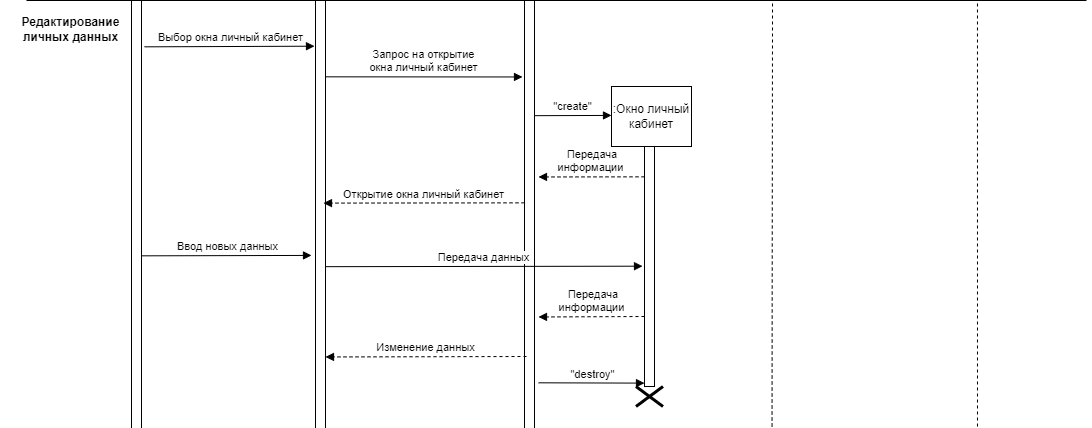 Редактирование
личных данных
Выбор окна личный кабинет
Запрос на открытие
окна личный кабинет
"create"
:Окно личный
кабинет
Передача
информации
Открытие окна личный кабинет
Ввод новых данных
Передача данных
Передача
информации
Изменение данных
"destroy"